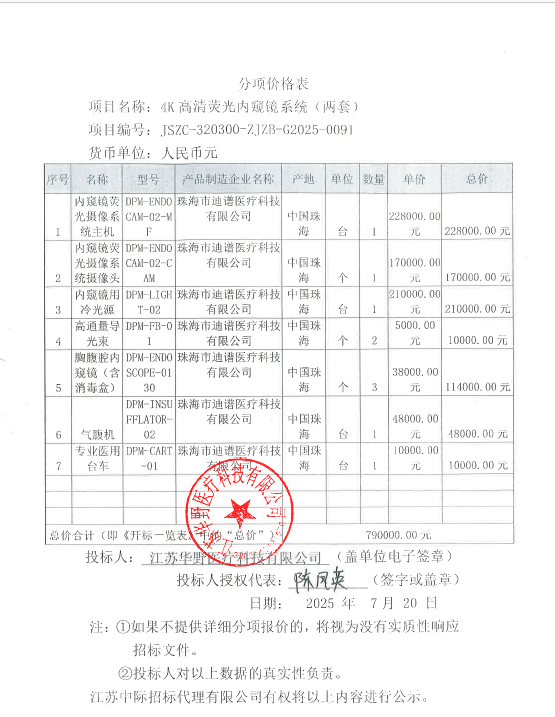 分项价格表
项目名称：4K 高清荧光内窥镜系统（两套）
项目编号：JSZC-320300-ZJZB-G2025-0091
货币单位：人民币元
序号 名称 型号 产品制造企业名称 产地 单位 数量 单价 总价
1 内窥镜荧光摄像系统主机 DPM-ENDOCAM-02-MF 珠海市迪谱医疗科技有限公司 中国珠海 台 1 228000.00元 228000.00元
2 内窥镜荧光摄像系统摄像头 DPM-ENDOCAM-02-CAM 珠海市迪谱医疗科技有限公司 中国珠海 个 1 170000.00元 170000.00元
3 内窥镜用冷光源 DPM-LIGHT-02 珠海市迪谱医疗科技有限公司 中国珠海 台 1 210000.00元 210000.00元
4 高通量导光束 DPM-FB-01 珠海市迪谱医疗科技有限公司 中国珠海 个 2 5000.00元 10000.00元
5 胸腹腔内窥镜（含消毒盒） DPM-ENDOSCOPE-0130 珠海市迪谱医疗科技有限公司 中国珠海 个 3 38000.00元 114000.00元
6 气腹机 DPM-INSUFFLATOR-02 珠海市迪谱医疗科技有限公司 中国珠海 台 1 48000.00元 48000.00元
7 专业医用台车 DPM-CART-01 珠海市迪谱医疗科技有限公司 中国珠海 台 1 10000.00元 10000.00元
总价合计（即《开标一览表》中的“总价”） 790000.00 元
江苏华野医疗科技有限公司
投标人：江苏华野医疗科技有限公司（盖单位电子签章）
投标人授权代表：陈凤英（签字或盖章）
日期： 2025 年 7 月 20 日
注：①如果不提供详细分项报价的，将视为没有实质性响应
招标文件。
②投标人对以上数据的真实性负责。
江苏中际招标代理有限公司有权将以上内容进行公示。